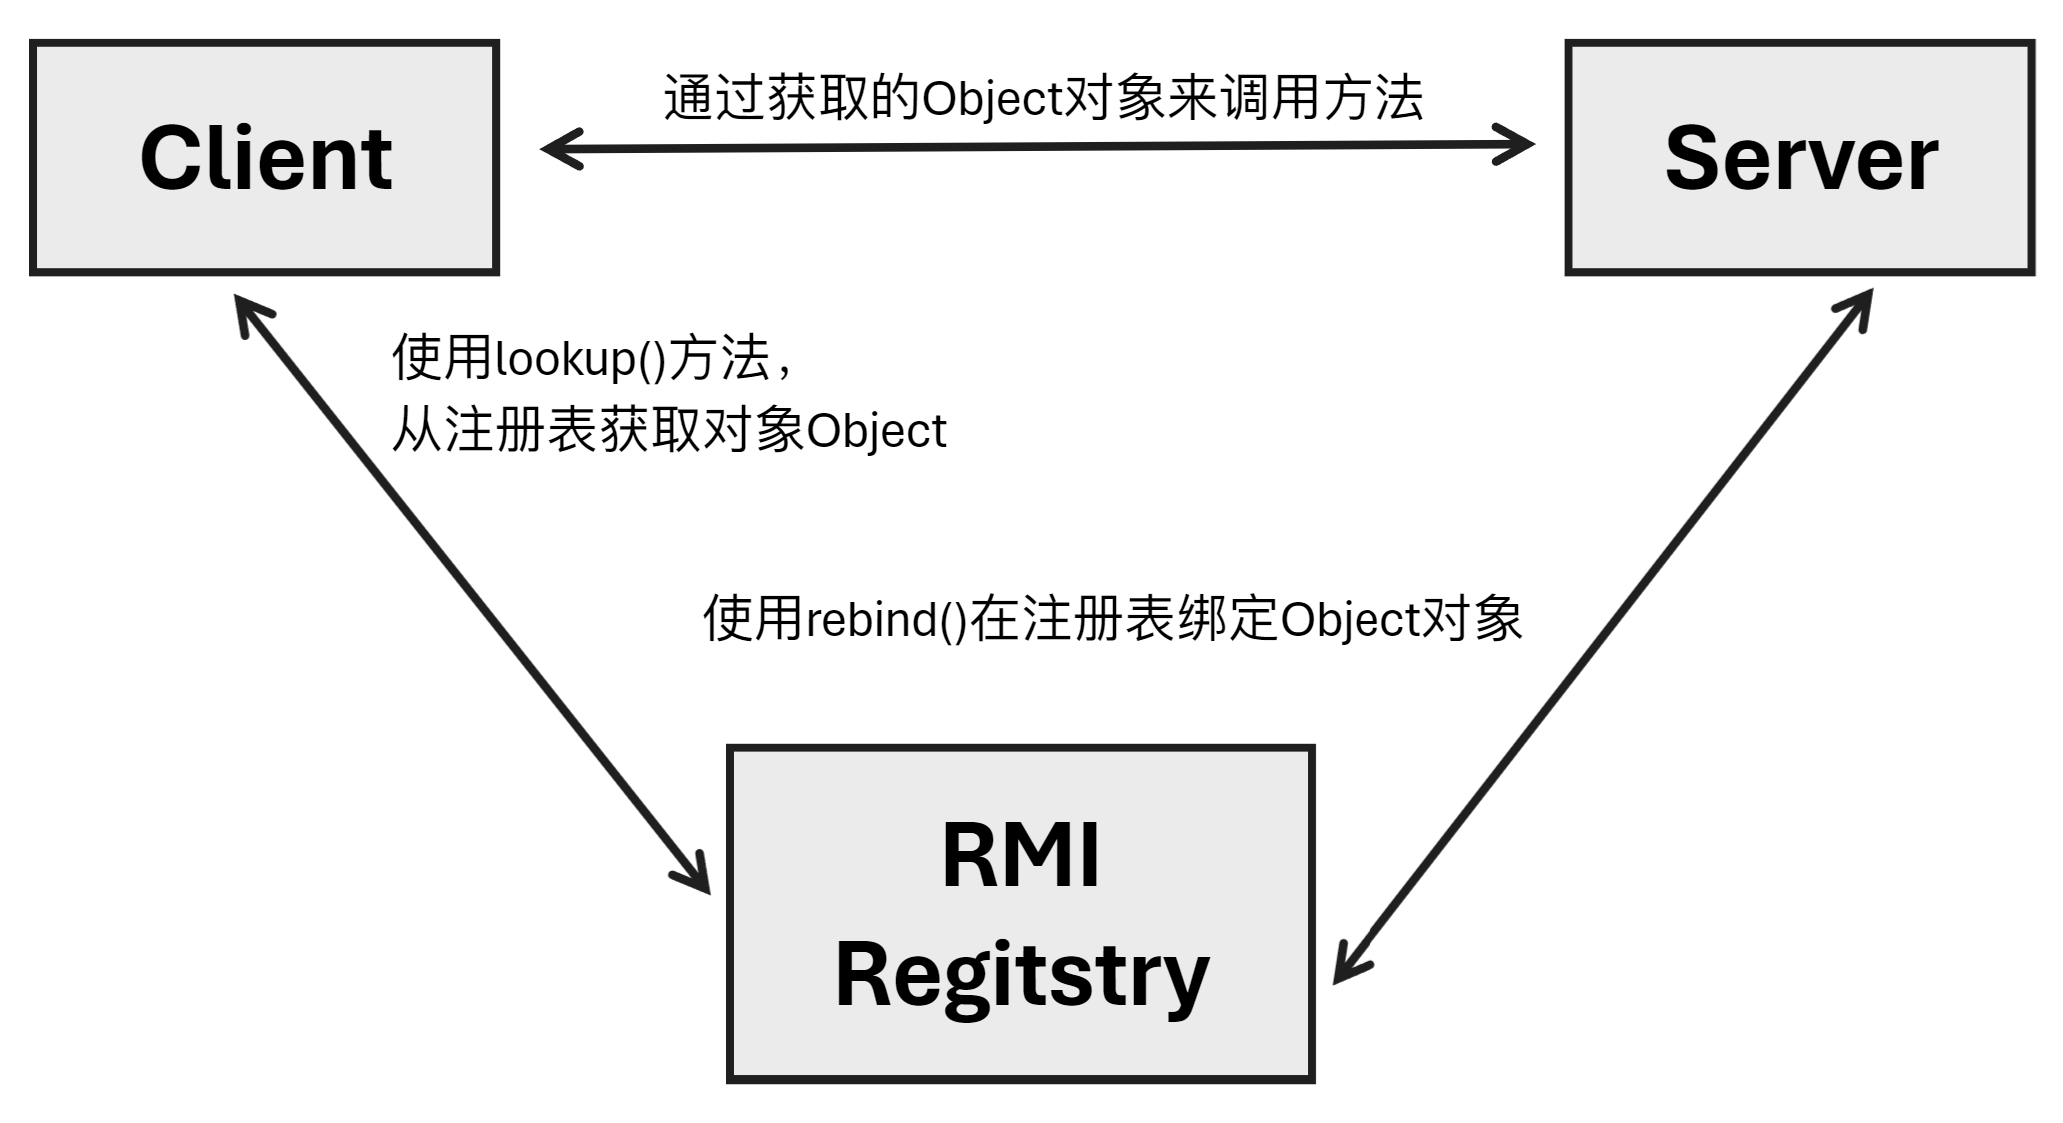 Client
通过获取的Object对象来调用方法
Server
使用lookup()方法，
从注册表获取对象Object
使用rebind()在注册表绑定Object对象
RMI
Regitstry